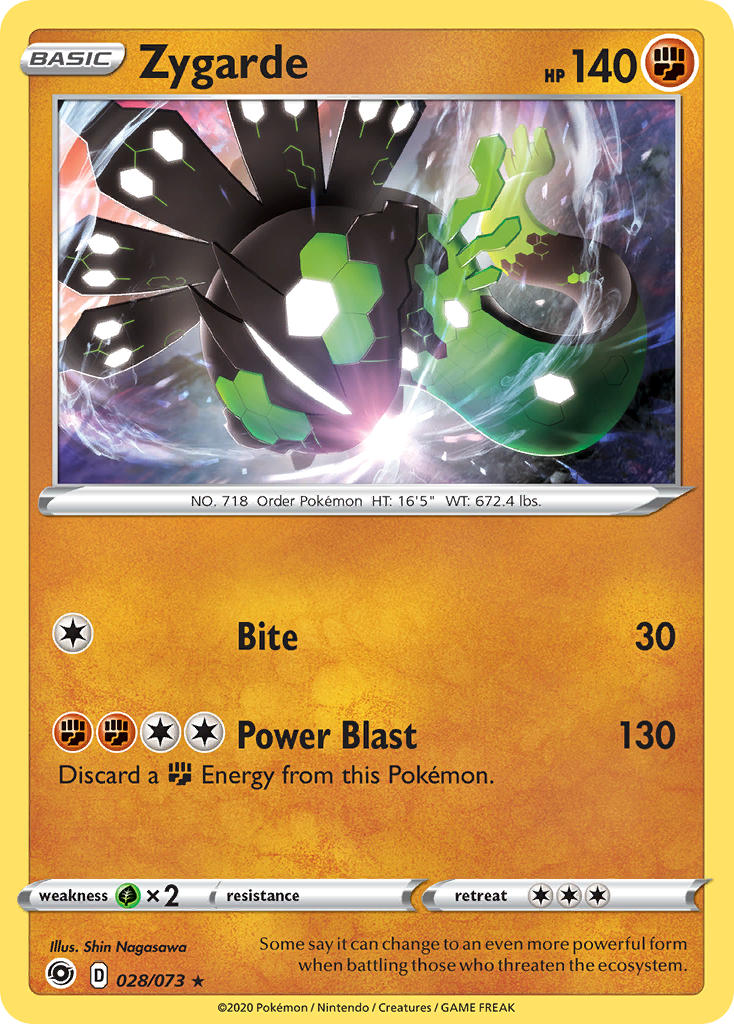 BASIC Zygarde HP 140
NO. 718 Order Pokémon HT: 16'5" WT: 672.4 lbs.
Bite 30
Power Blast 130
Discard a Energy from this Pokémon.
weakness ×2 resistance retreat
Illus. Shin Nagasawa
Some say it can change to an even more powerful form
when battling those who threaten the ecosystem.
D 028/073 ★
©2020 Pokémon / Nintendo / Creatures / GAME FREAK